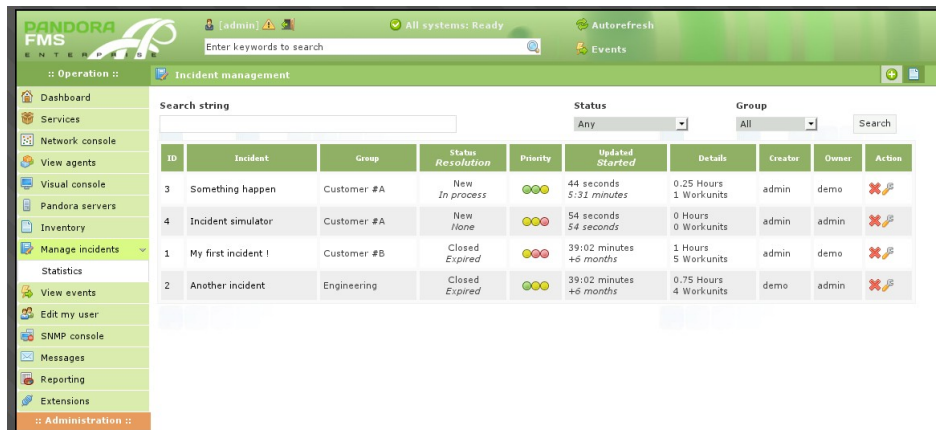 PANDORA
FMS
ENTERPRISE
[admin]
All systems: Ready
Autorefresh
Enter keywords to search
Events
:: Operation ::
Incident management
Dashboard
Services
Network console
View agents
Visual console
Pandora servers
Inventory
Manage incidents
Statistics
View events
Edit my user
SNMP console
Messages
Reporting
Extensions
:: Administration ::
Search string
Status
Group
Any
All
Search
ID Incident Group Status Priority Updated Details Creator Owner Action
Resolution Started
3 Something happen Customer #A New 44 seconds 0.25 Hours admin demo
In process 5:31 minutes 1 Workunits
4 Incident simulator Customer #A New 54 seconds 0 Hours admin admin
None 54 seconds 0 Workunits
1 My first incident ! Customer #B Closed 39:02 minutes 1 Hours admin demo
Expired +6 months 5 Workunits
2 Another incident Engineering Closed 39:02 minutes 0.75 Hours demo admin
Expired +6 months 4 Workunits